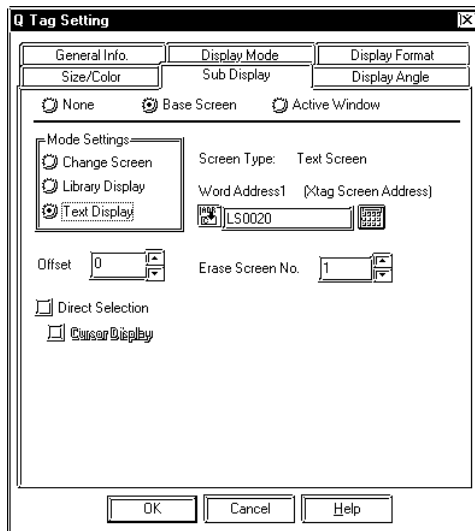 Q Tag Setting
General Info. Display Mode Display Format
Size/Color Sub Display Display Angle
None Base Screen Active Window
Mode Settings
Change Screen
Library Display
Text Display
Screen Type: Text Screen
Word Address1 (Xtag Screen Address)
LS0020
Offset 0 Erase Screen No. 1
Direct Selection
Cursor Display
OK Cancel Help